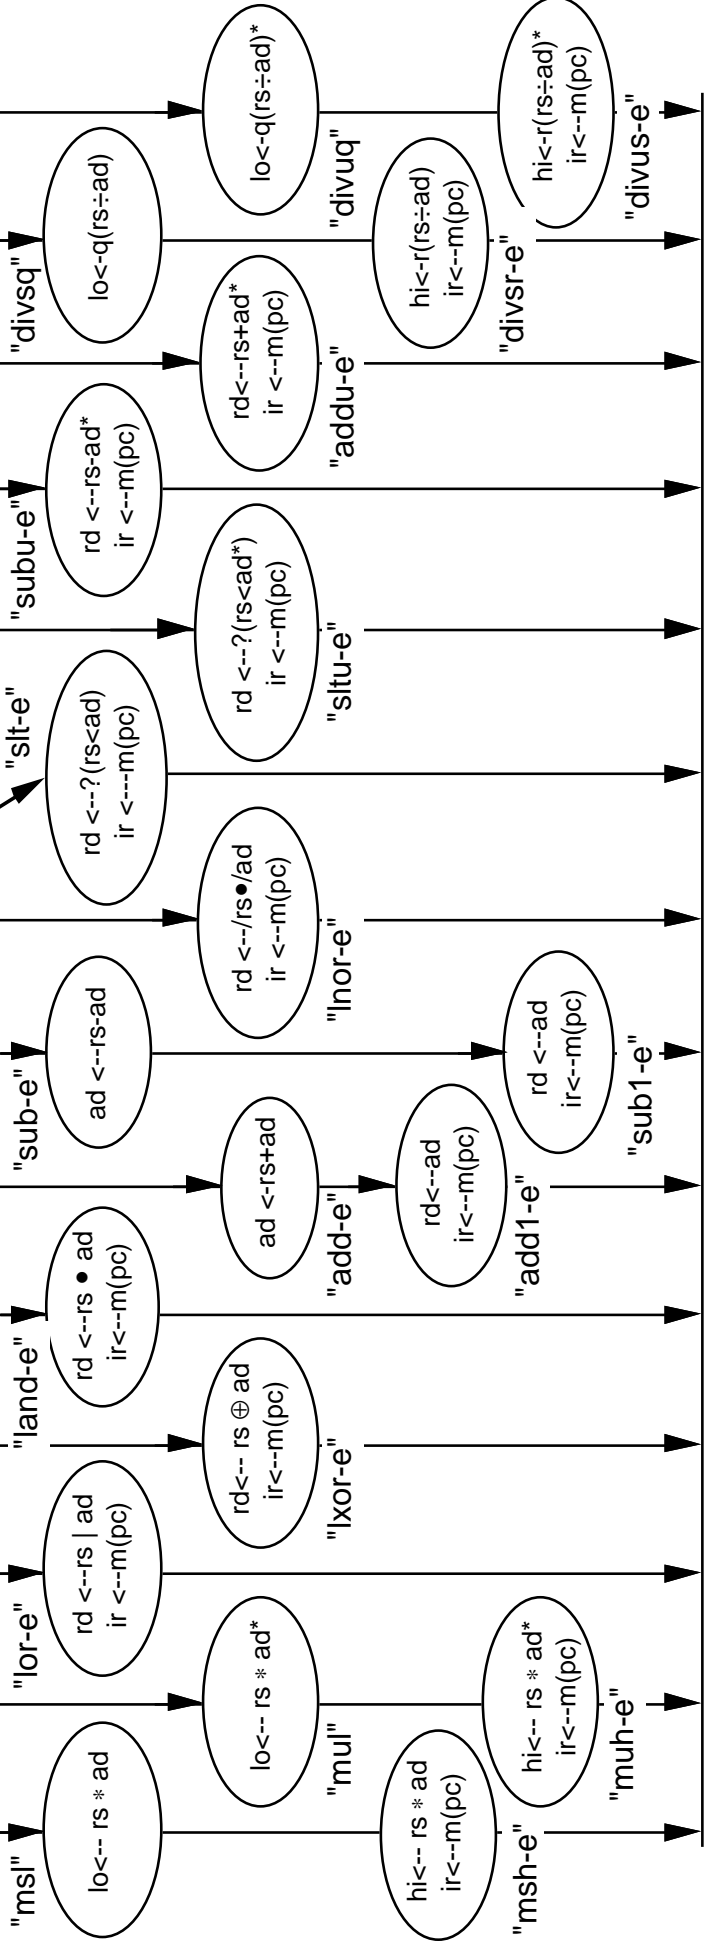 "msl"
lo<-- rs * ad
hi<-- rs * ad
ir<--m(pc)
"msh-e"
lo<-- rs * ad*
"mul"
hi<-- rs * ad*
ir<--m(pc)
"muh-e"
"lor-e"
rd <--rs | ad
ir <--m(pc)
rd<-- rs ⊕ ad
ir<--m(pc)
"lxor-e"
"land-e"
rd <--rs ● ad
ir<--m(pc)
ad <-rs+ad
"add-e"
rd<--ad
ir<--m(pc)
"add1-e"
"sub-e"
ad <--rs-ad
rd <--ad
ir<--m(pc)
"sub1-e"
rd <--/rs●/ad
ir <--m(pc)
"lnor-e"
"slt-e"
rd <--?(rs<ad)
ir <---m(pc)
rd <--?(rs<ad*)
ir <--m(pc)
"sltu-e"
"subu-e"
rd <--rs-ad*
ir <--m(pc)
rd<--rs+ad*
ir <--m(pc)
"addu-e"
"divsq"
lo<-q(rs÷ad)
hi<-r(rs÷ad)
ir<--m(pc)
"divsr-e"
lo<-q(rs÷ad)*
"divuq"
hi<-r(rs÷ad)*
ir<--m(pc)
"divus-e"